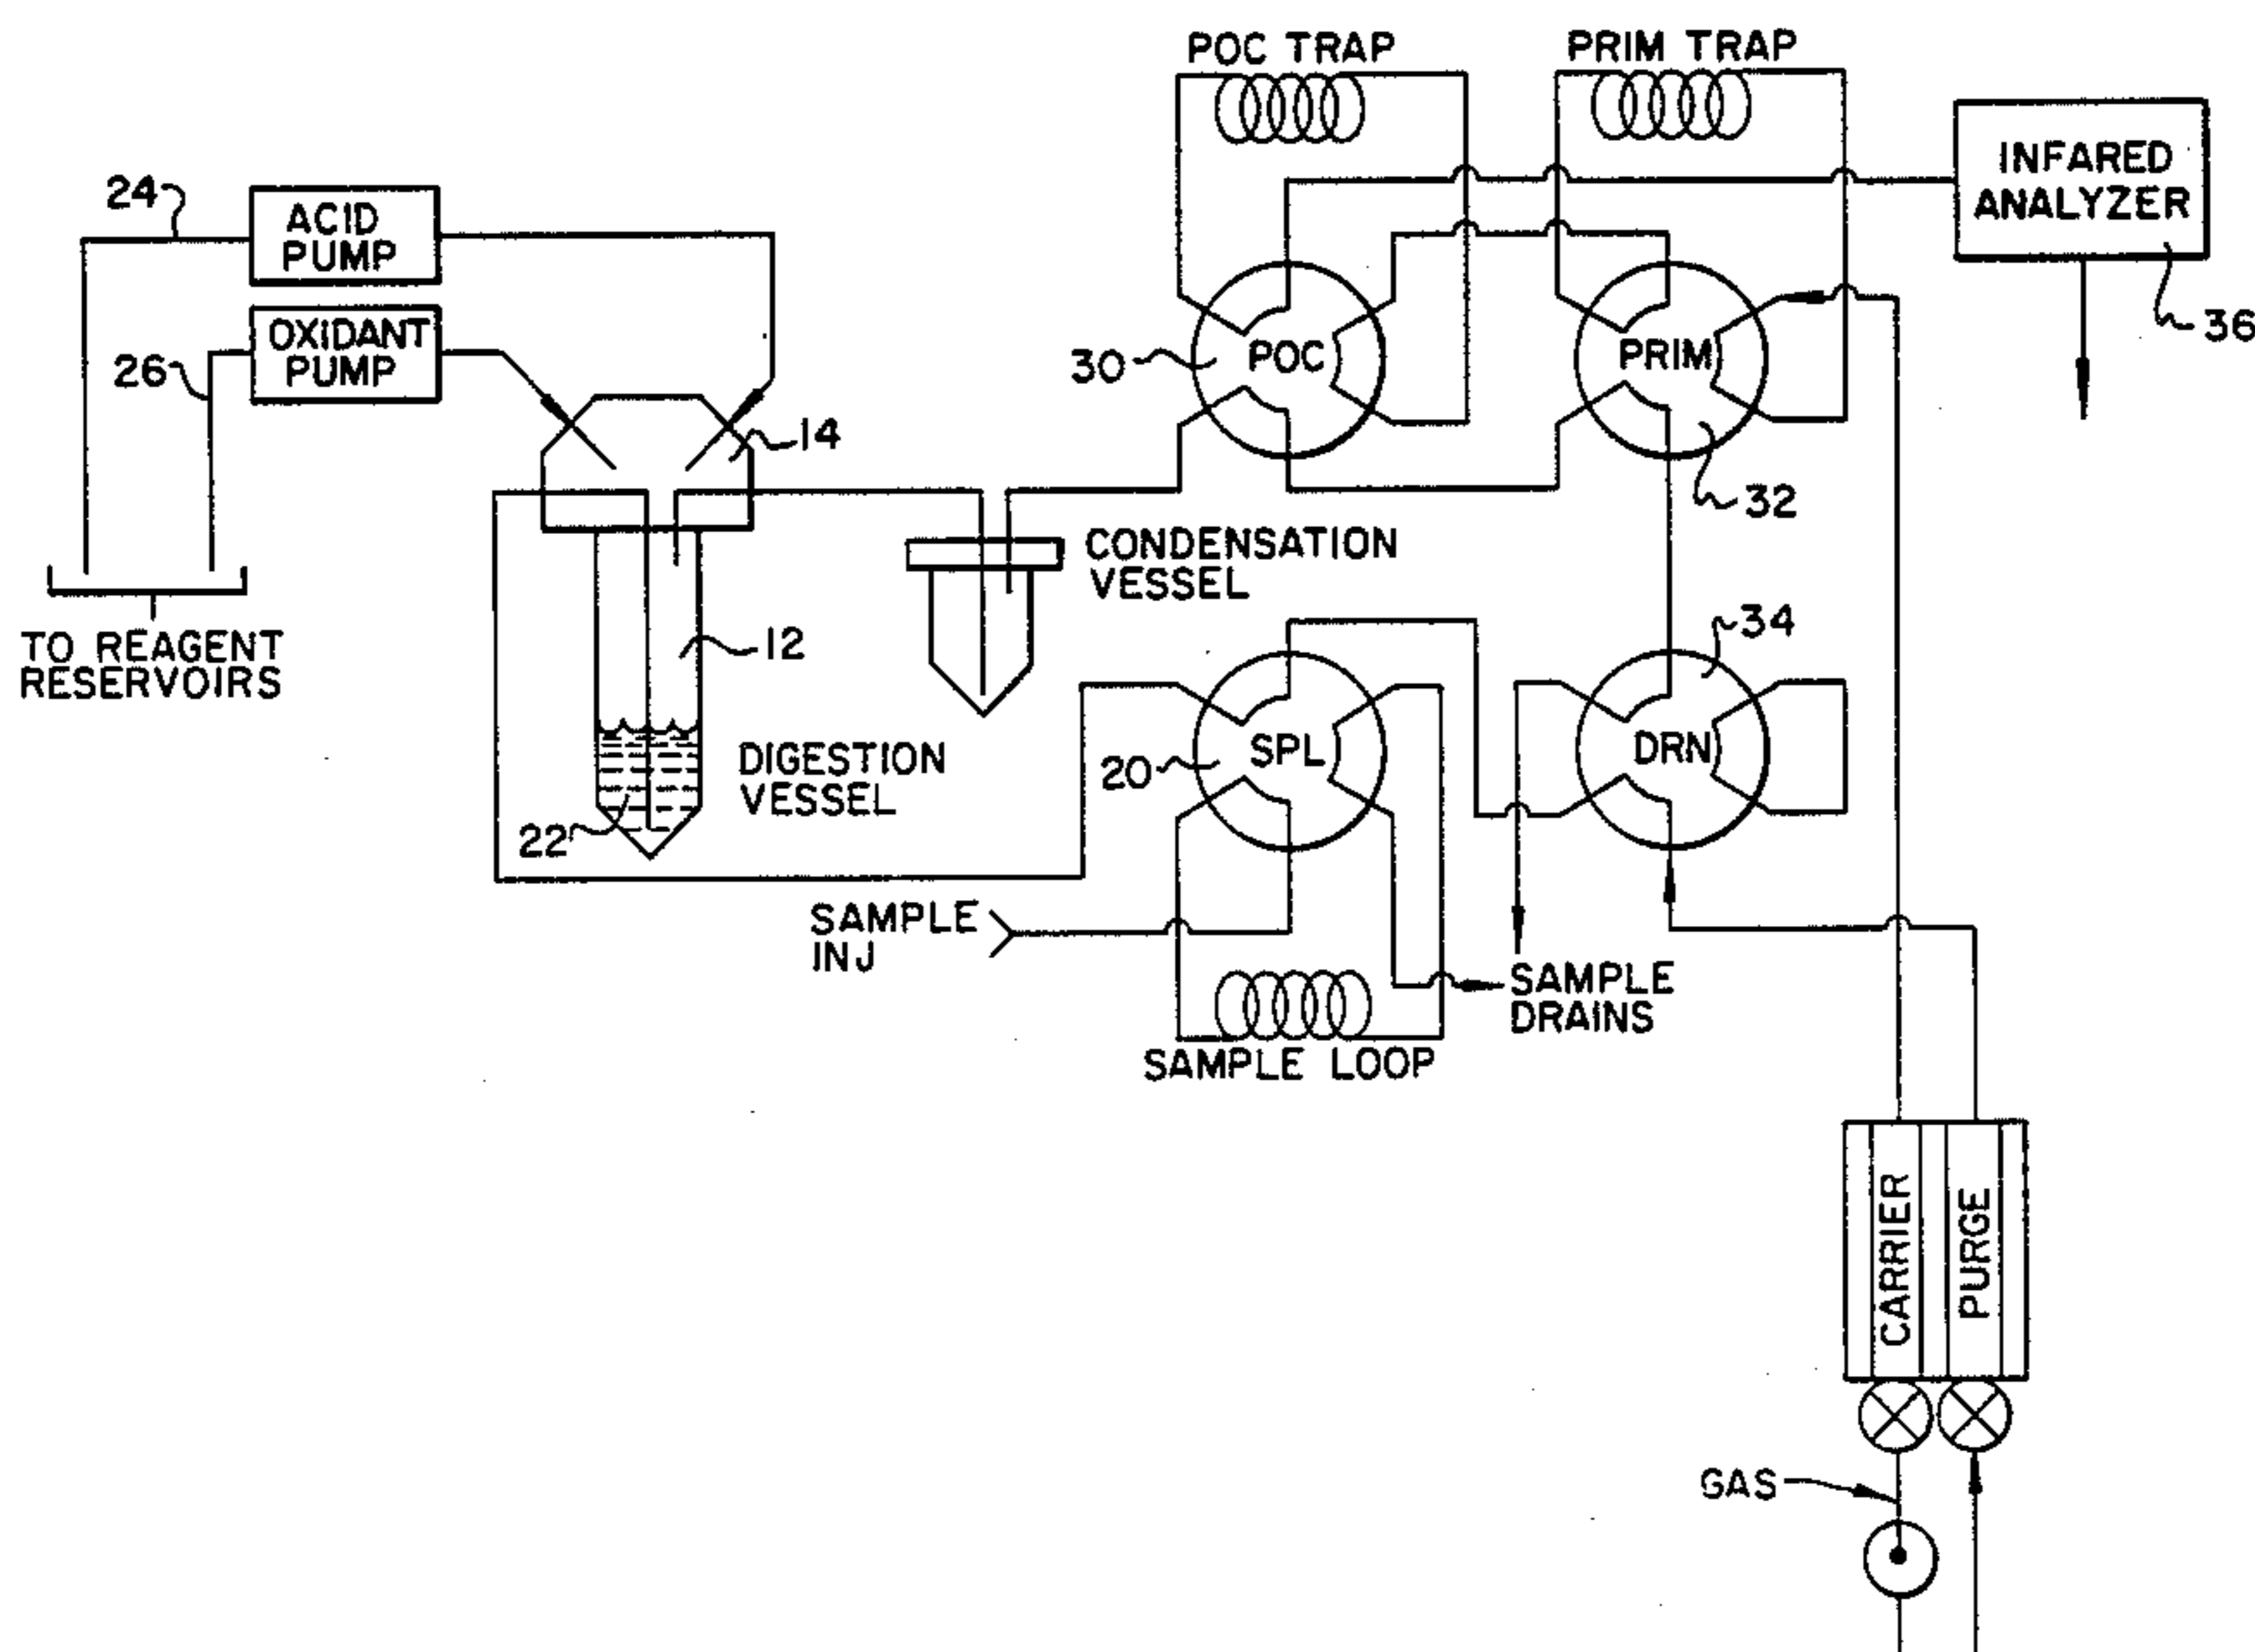 POC TRAP
PRIM TRAP
INFARED
ANALYZER
24
ACID
PUMP
36
OXIDANT
PUMP
26
30
POC
PRIM
14
32
CONDENSATION
VESSEL
TO REAGENT
RESERVOIRS
12
34
DIGESTION
VESSEL
22
20
SPL
DRN
SAMPLE
INJ
SAMPLE
DRAINS
SAMPLE LOOP
CARRIER
PURGE
GAS